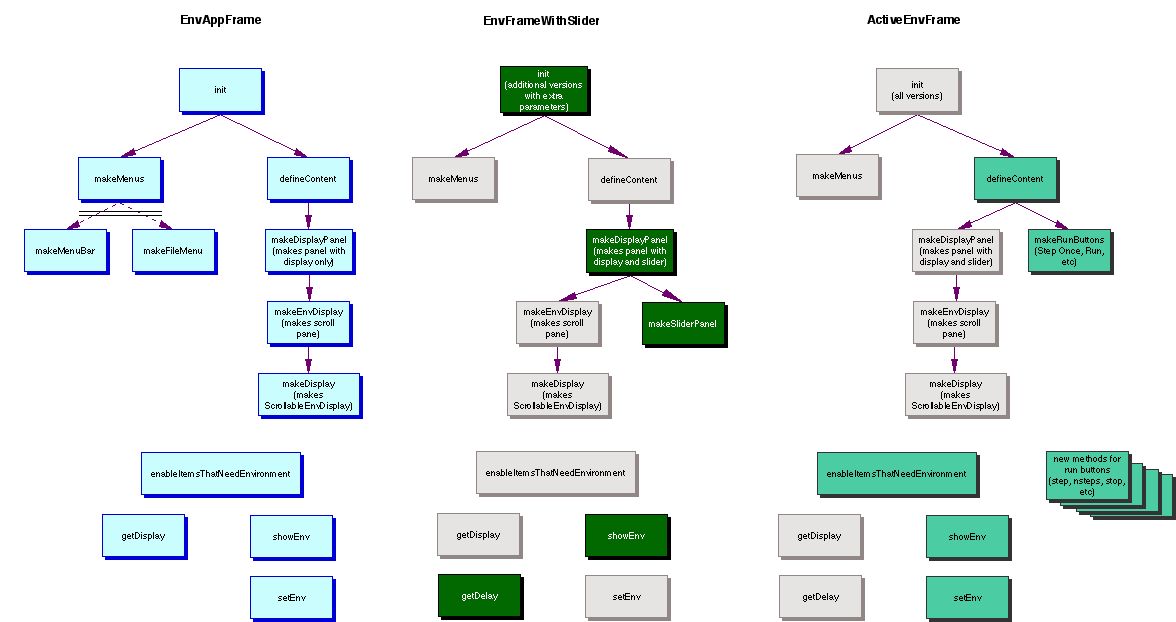 EnvAppFrame
EnvFrameWithSlider
ActiveEnvFrame
init
makeMenus
defineContent
makeMenuBar
makeFileMenu
makeDisplayPanel
(makes panel with
display only)
makeEnvDisplay
(makes scroll
pane)
makeDisplay
(makes
ScrollableEnvDisplay)
enableItemsThatNeedEnvironment
getDisplay
showEnv
setEnv
init
(additional versions
with extra
parameters)
makeMenus
defineContent
makeDisplayPanel
(makes panel with
display and slider)
makeEnvDisplay
(makes scroll
pane)
makeSliderPanel
makeDisplay
(makes
ScrollableEnvDisplay)
enableItemsThatNeedEnvironment
getDisplay
showEnv
getDelay
setEnv
init
(all versions)
makeMenus
defineContent
makeDisplayPanel
(makes panel with
display and slider)
makeRunButtons
(Step Once, Run,
etc)
makeEnvDisplay
(makes scroll
pane)
makeDisplay
(makes
ScrollableEnvDisplay)
enableItemsThatNeedEnvironment
new methods for
run buttons
(step, nsteps, stop,
etc)
getDisplay
showEnv
getDelay
setEnv